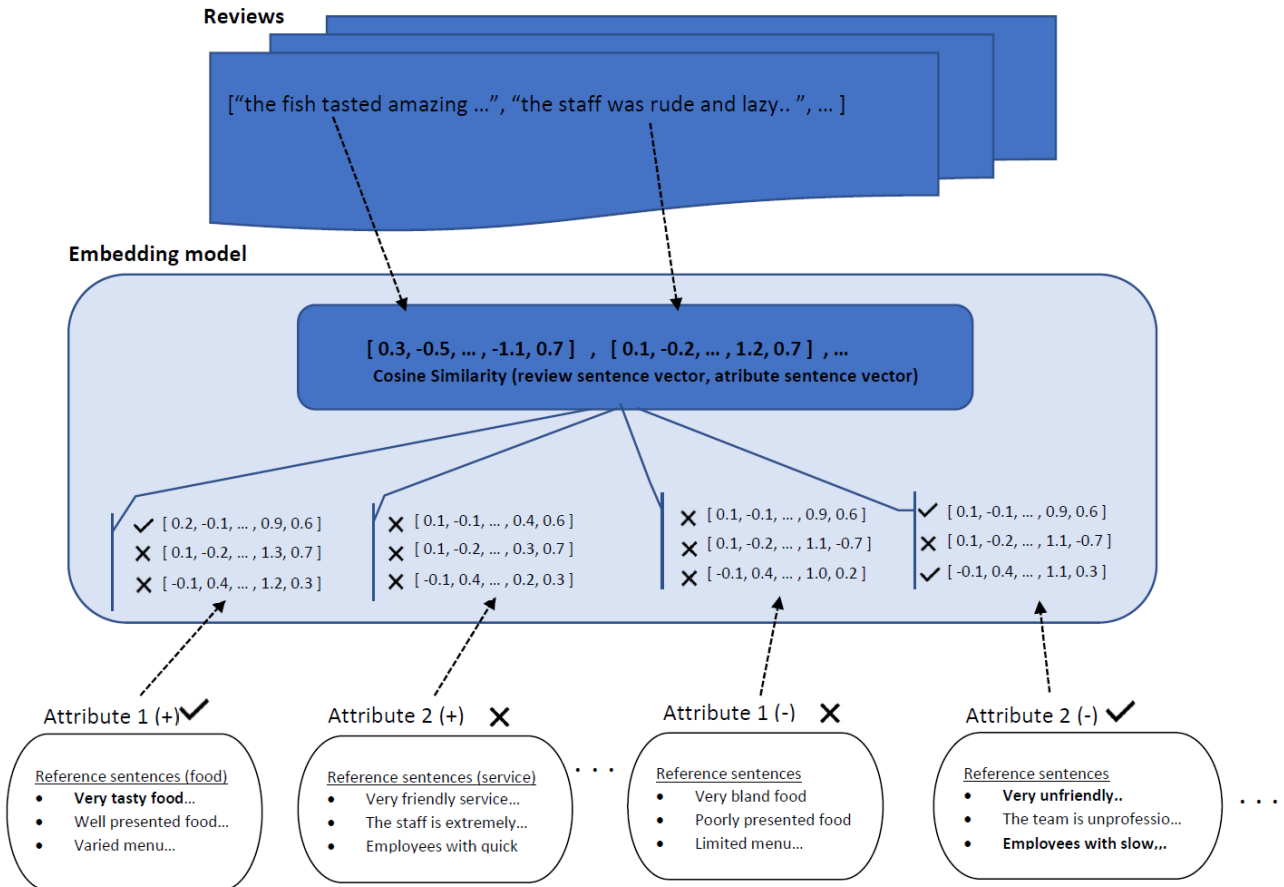 Reviews
[“the fish tasted amazing …”, “the staff was rude and lazy.. ”, … ]
Embedding model
[ 0.3, -0.5, … , -1.1, 0.7 ] , [ 0.1, -0.2, … , 1.2, 0.7 ] , …
Cosine Similarity (review sentence vector, atribute sentence vector)
[ 0.2, -0.1, … , 0.9, 0.6 ]
[ 0.1, -0.2, … , 1.3, 0.7 ]
[ -0.1, 0.4, … , 1.2, 0.3 ]
[ 0.1, -0.1, … , 0.4, 0.6 ]
[ 0.1, -0.2, … , 0.3, 0.7 ]
[ -0.1, 0.4, … , 0.2, 0.3 ]
[ 0.1, -0.1, … , 0.9, 0.6 ]
[ 0.1, -0.2, … , 1.1, -0.7 ]
[ -0.1, 0.4, … , 1.0, 0.2 ]
[ 0.1, -0.1, … , 0.9, 0.6 ]
[ 0.1, -0.2, … , 1.1, -0.7 ]
[ -0.1, 0.4, … , 1.1, 0.3 ]
Attribute 1 (+)
Reference sentences (food)
• Very tasty food…
• Well presented food…
• Varied menu…
Attribute 2 (+)
Reference sentences (service)
• Very friendly service…
• The staff is extremely…
• Employees with quick
. . .
Attribute 1 (-)
Reference sentences
• Very bland food
• Poorly presented food
• Limited menu…
Attribute 2 (-)
Reference sentences
• Very unfriendly..
• The team is unprofessio…
• Employees with slow,,.
. . .